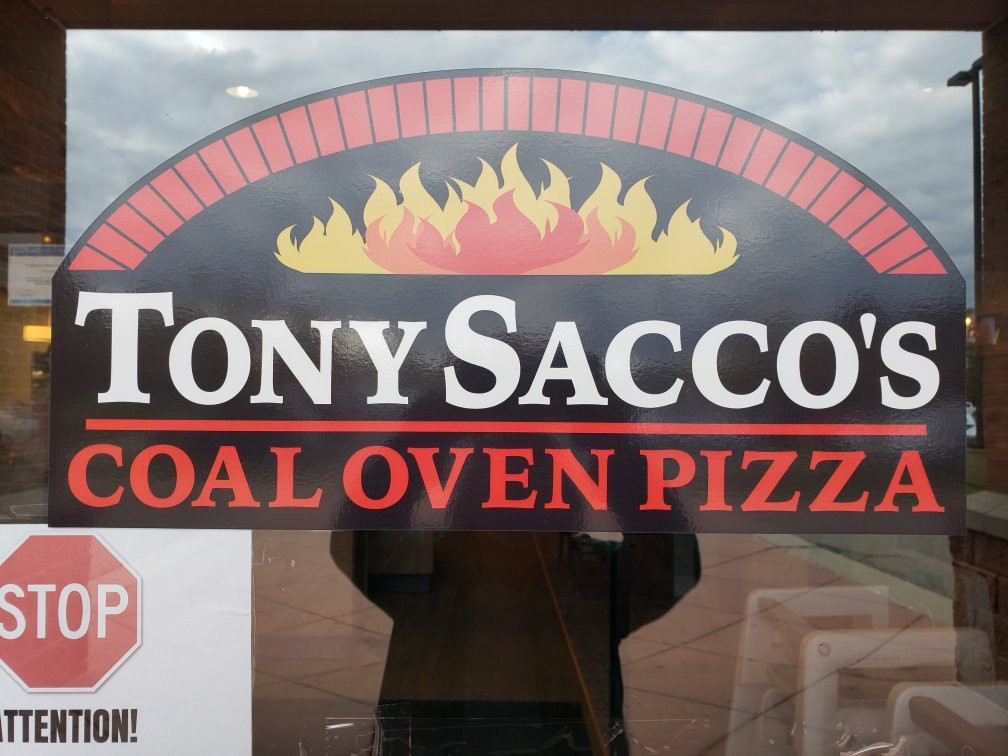 TONY SACCO'S
COAL OVEN PIZZA
STOP
ATTENTION!